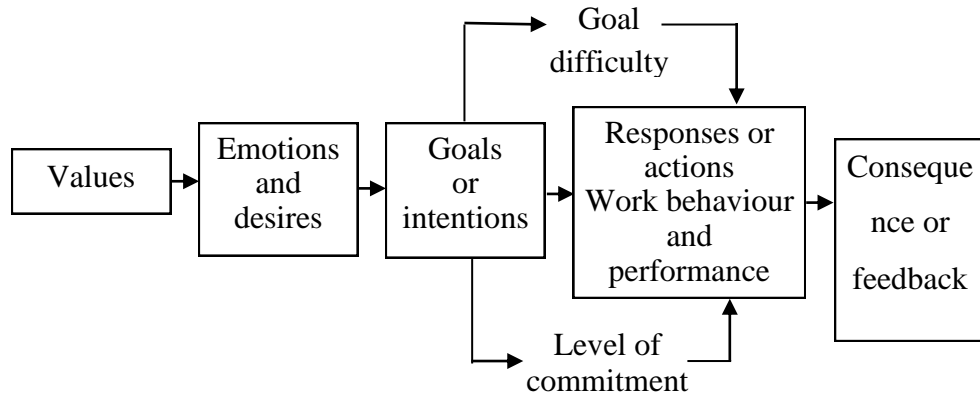 Values
Emotions
and
desires
Goals
or
intentions
Goal
difficulty
Responses or
actions
Work behaviour
and
performance
Level of
commitment
Conseque
nce or
feedback